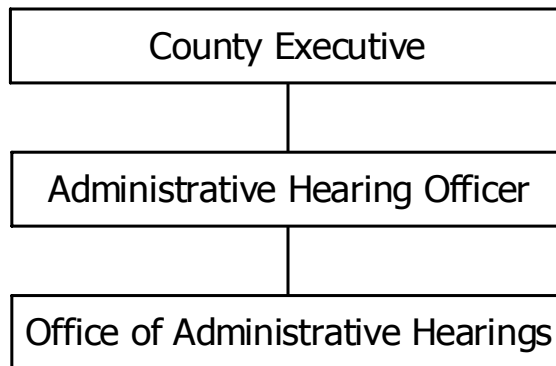 County Executive
Administrative Hearing Officer
Office of Administrative Hearings